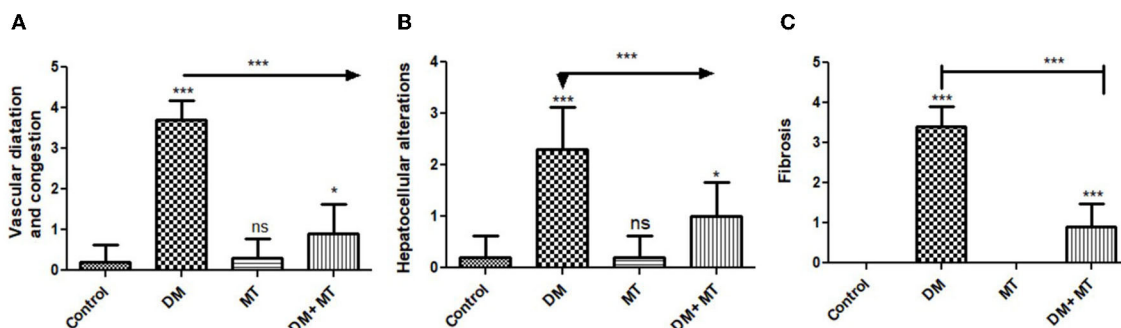 A
Vascular diatation
and congestion
5
4
3
2
1
0
***
***
ns
*
Control
DM
MT
DM+ MT
B
Hepatocellular alterations
4
3
2
1
0
***
***
ns
*
Control
DM
MT
DM+ MT
C
Fibrosis
5
4
3
2
1
0
***
***
***
Control
DM
MT
DM+ MT